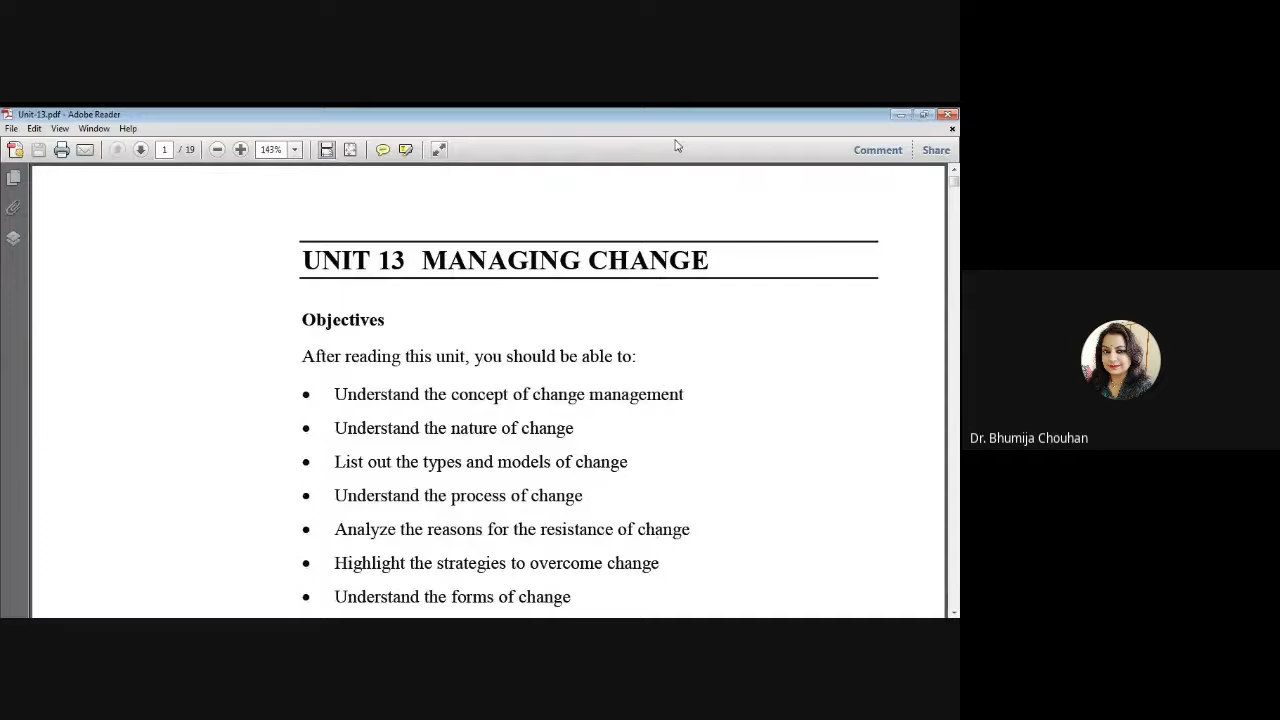 Unit-13.pdf - Adobe Reader
File Edit View Window Help
1 / 19 143% Comment Share
UNIT 13 MANAGING CHANGE
Objectives
After reading this unit, you should be able to:
• Understand the concept of change management
• Understand the nature of change
• List out the types and models of change
• Understand the process of change
• Analyze the reasons for the resistance of change
• Highlight the strategies to overcome change
• Understand the forms of change
Dr. Bhumija Chouhan